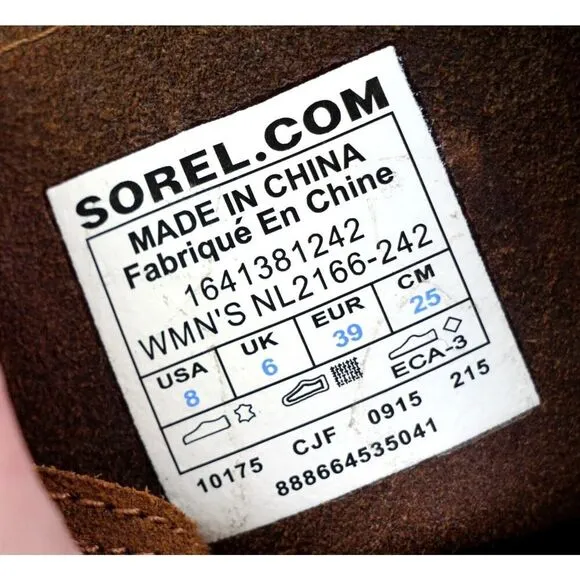 SOREL.COM
MADE IN CHINA
Fabriqué En Chine
1641381242
WMN'S NL2166-242
USA UK EUR CM
8 6 39 25
ECA-3
10175 CJF 0915 215
888664535041